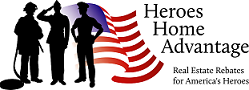 Heroes
Home
Advantage
Real Estate Rebates
for America's Heroes